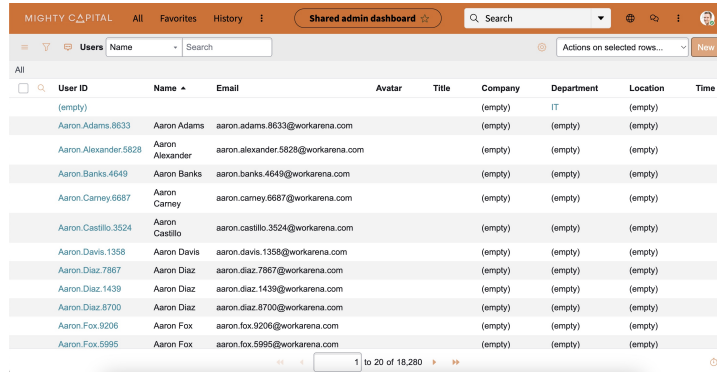 MIGHTY CAPITAL All Favorites History Shared admin dashboard Search
Users Name Search Actions on selected rows... New
All
User ID Name Email Avatar Title Company Department Location Time
(empty) (empty) IT (empty)
Aaron.Adams.8633 Aaron Adams aaron.adams.8633@workarena.com (empty) (empty) (empty)
Aaron.Alexander.5828 Aaron Alexander aaron.alexander.5828@workarena.com (empty) (empty) (empty)
Aaron.Banks.4649 Aaron Banks aaron.banks.4649@workarena.com (empty) (empty) (empty)
Aaron.Carney.6687 Aaron Carney aaron.carney.6687@workarena.com (empty) (empty) (empty)
Aaron.Castillo.3524 Aaron Castillo aaron.castillo.3524@workarena.com (empty) (empty) (empty)
Aaron.Davis.1358 Aaron Davis aaron.davis.1358@workarena.com (empty) (empty) (empty)
Aaron.Diaz.7867 Aaron Diaz aaron.diaz.7867@workarena.com (empty) (empty) (empty)
Aaron.Diaz.1439 Aaron Diaz aaron.diaz.1439@workarena.com (empty) (empty) (empty)
Aaron.Diaz.8700 Aaron Diaz aaron.diaz.8700@workarena.com (empty) (empty) (empty)
Aaron.Fox.9206 Aaron Fox aaron.fox.9206@workarena.com (empty) (empty) (empty)
Aaron.Fox.5995 Aaron Fox aaron.fox.5995@workarena.com (empty) (empty) (empty)
1 to 20 of 18,280